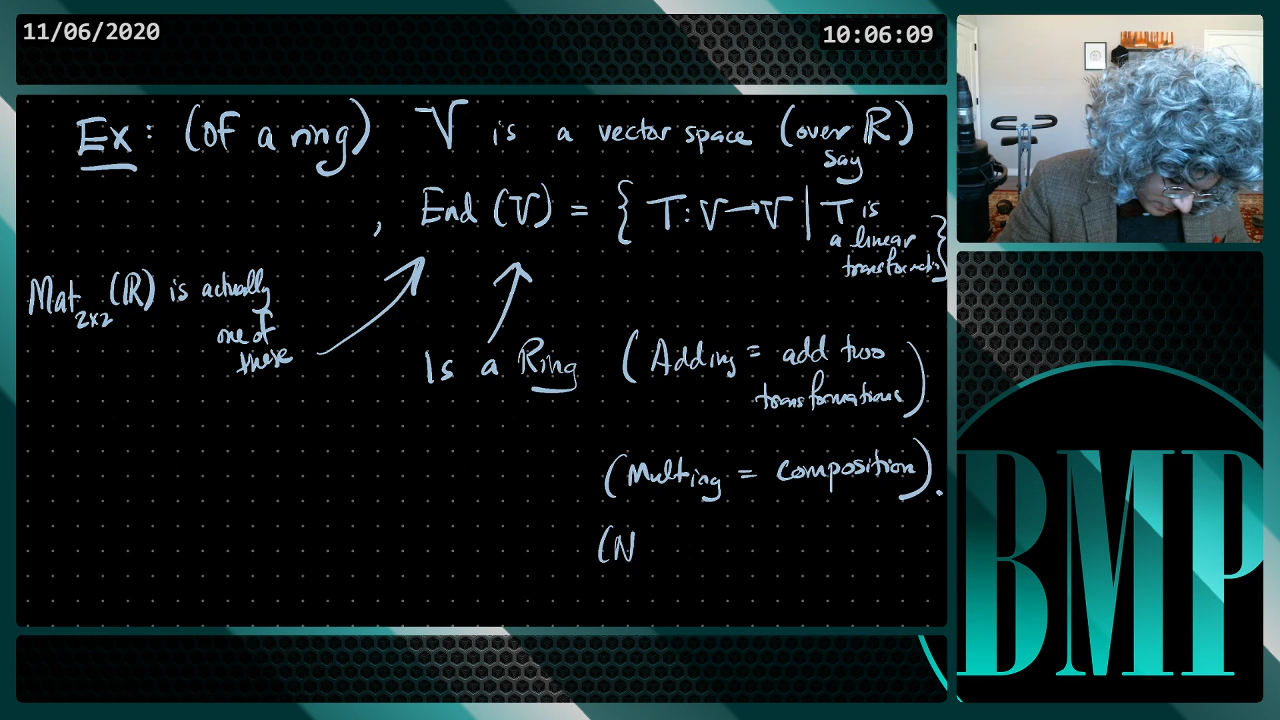 11/06/2020
10:06:09
Ex: (of a ring) V is a vector space (over ℝ)
say
, End (V) = { T: V → V | T is
a linear
transformation }
Mat2x2 (ℝ) is actually
one of
these
Is a Ring
(Adding = add two
transformations)
(Multing = composition).
(N
BMP